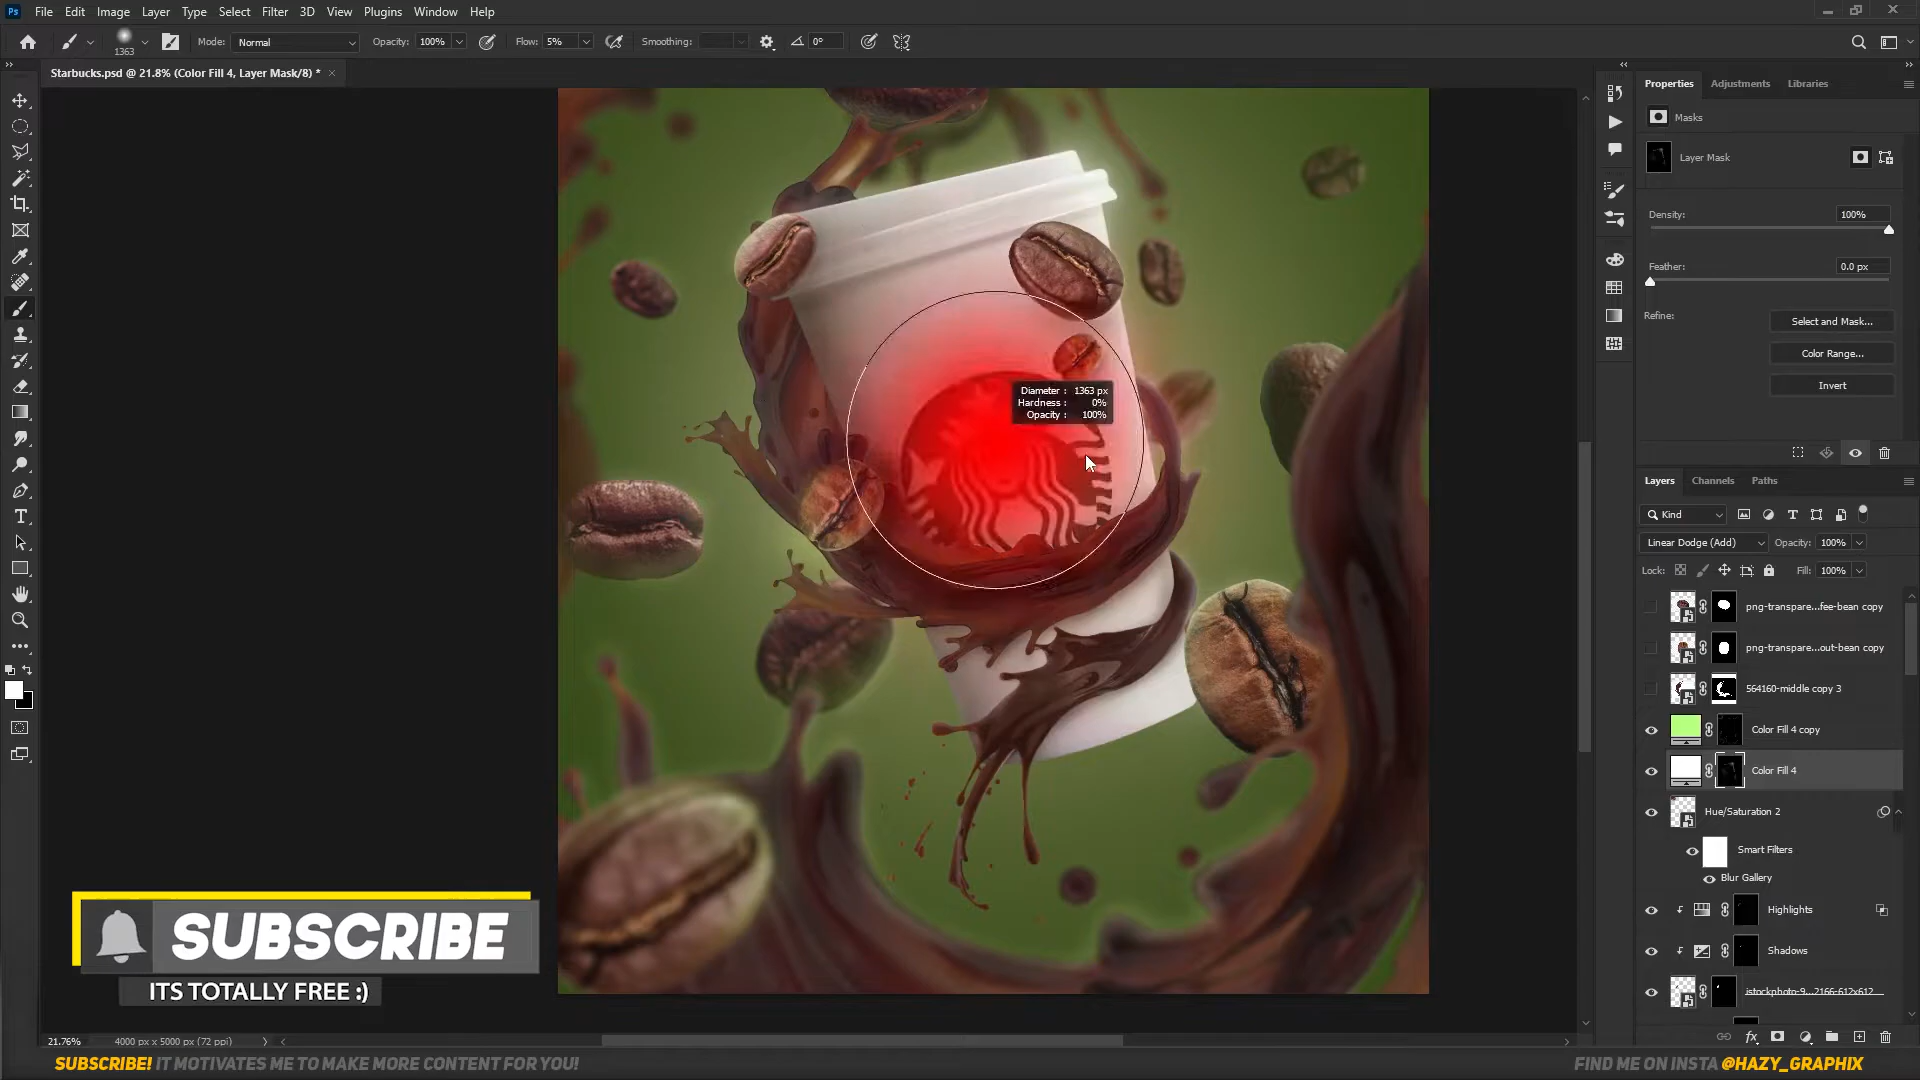 Ps File Edit Image Layer Type Select Filter 3D View Plugins Window Help
1363 Mode: Normal Opacity: 100% Flow: 5% Smoothing: 0°
Starbucks.psd @ 21.8% (Color Fill 4, Layer Mask/8) * ×
Properties Adjustments Libraries
Masks
Layer Mask
Density: 100%
Feather: 0.0 px
Refine: Select and Mask...
Color Range...
Invert
Diameter : 1363 px
Hardness : 0%
Opacity : 100%
Layers Channels Paths
Kind
Linear Dodge (Add) Opacity: 100%
Lock: Fill: 100%
png-transpare...fee-bean copy
png-transpare...out-bean copy
564160-middle copy 3
Color Fill 4 copy
Color Fill 4
Hue/Saturation 2
Smart Filters
Blur Gallery
Highlights
Shadows
istockphoto-9...2166-612x612
SUBSCRIBE
ITS TOTALLY FREE :)
21.76% 4000 px x 5000 px (72 ppi)
SUBSCRIBE! IT MOTIVATES ME TO MAKE MORE CONTENT FOR YOU!
FIND ME ON INSTA @HAZY_GRAPHIX